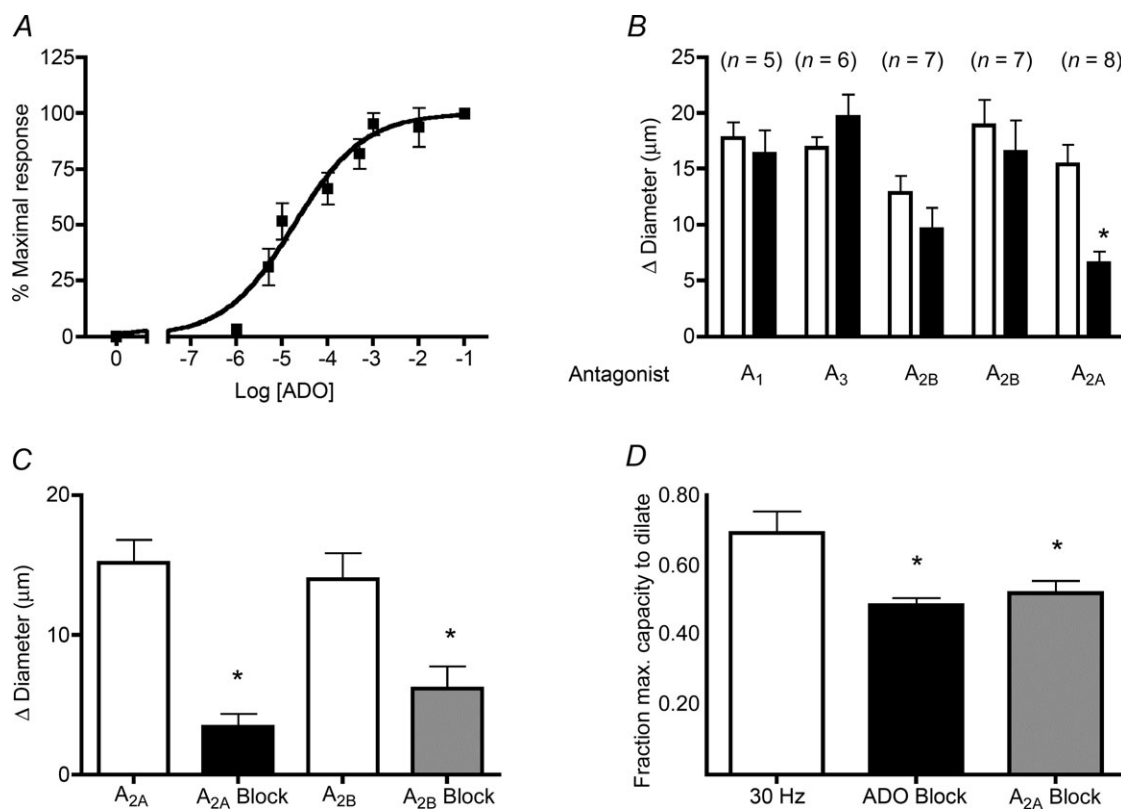 A
% Maximal response
100
75
50
25
0
0 -7 -6 -5 -4 -3 -2 -1
Log [ADO]
B
Δ Diameter (μm)
25
20
15
10
5
0
(n = 5) (n = 6) (n = 7) (n = 7) (n = 8)
*
Antagonist A1 A3 A2B A2B A2A
C
Δ Diameter (μm)
20
10
0
* *
A2A A2A Block A2B A2B Block
D
Fraction max. capacity to dilate
0.80
0.60
0.40
0.20
* *
30 Hz ADO Block A2A Block